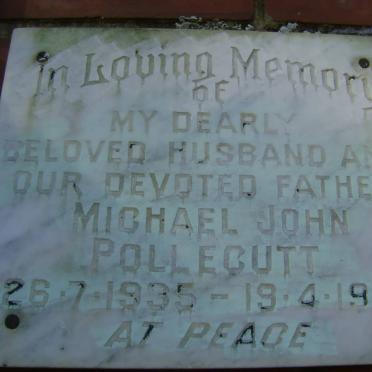 In Loving Memory
OF
MY DEARLY
BELOVED HUSBAND AN
OUR DEVOTED FATHE
MICHAEL JOHN
POLLECUTT
26·7·1935 - 19·4·19
AT PEACE